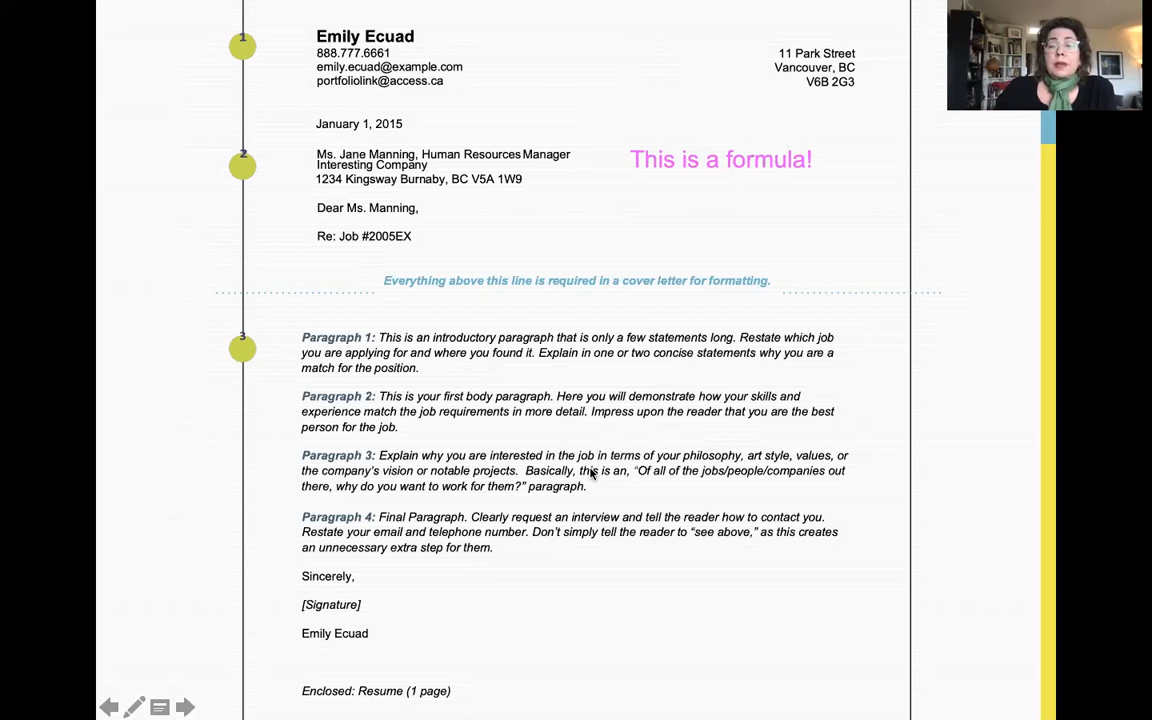 1
Emily Ecuad
888.777.6661
emily.ecuad@example.com
portfoliolink@access.ca
11 Park Street
Vancouver, BC
V6B 2G3
January 1, 2015
2
Ms. Jane Manning, Human Resources Manager
Interesting Company
1234 Kingsway Burnaby, BC V5A 1W9
This is a formula!
Dear Ms. Manning,
Re: Job #2005EX
Everything above this line is required in a cover letter for formatting.
3
Paragraph 1: This is an introductory paragraph that is only a few statements long. Restate which job
you are applying for and where you found it. Explain in one or two concise statements why you are a
match for the position.
Paragraph 2: This is your first body paragraph. Here you will demonstrate how your skills and
experience match the job requirements in more detail. Impress upon the reader that you are the best
person for the job.
Paragraph 3: Explain why you are interested in the job in terms of your philosophy, art style, values, or
the company's vision or notable projects. Basically, this is an, “Of all of the jobs/people/companies out
there, why do you want to work for them?” paragraph.
Paragraph 4: Final Paragraph. Clearly request an interview and tell the reader how to contact you.
Restate your email and telephone number. Don't simply tell the reader to “see above,” as this creates
an unnecessary extra step for them.
Sincerely,
[Signature]
Emily Ecuad
Enclosed: Resume (1 page)